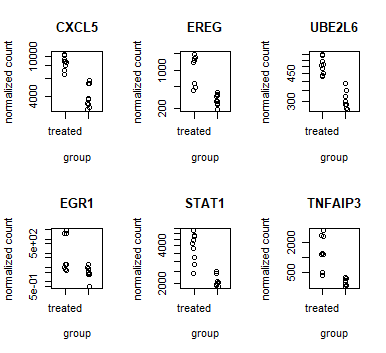 CXCL5
normalized count
10000
4000
treated
group
EREG
normalized count
1000
200
treated
group
UBE2L6
normalized count
450
300
treated
group
EGR1
normalized count
5e+02
5e-01
treated
group
STAT1
normalized count
4000
2000
treated
group
TNFAIP3
normalized count
2000
500
treated
group